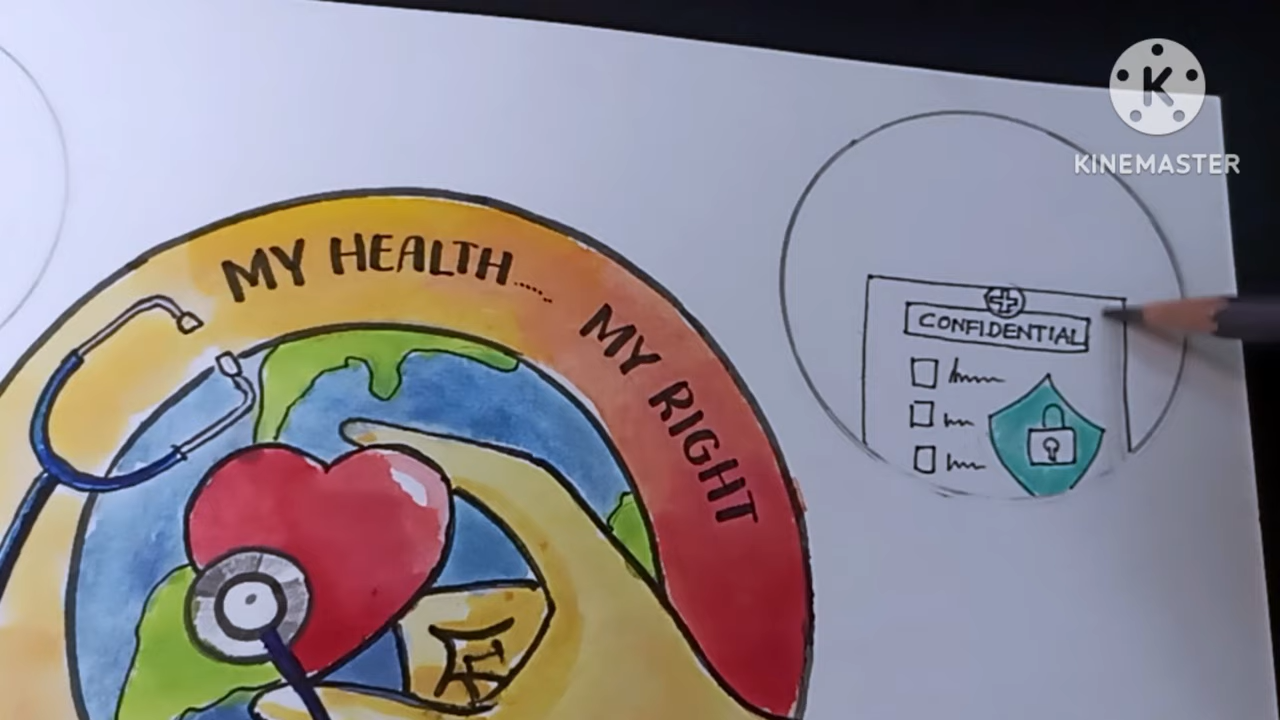 MY HEALTH.....
MY RIGHT
CONFIDENTIAL
K
KINEMASTER